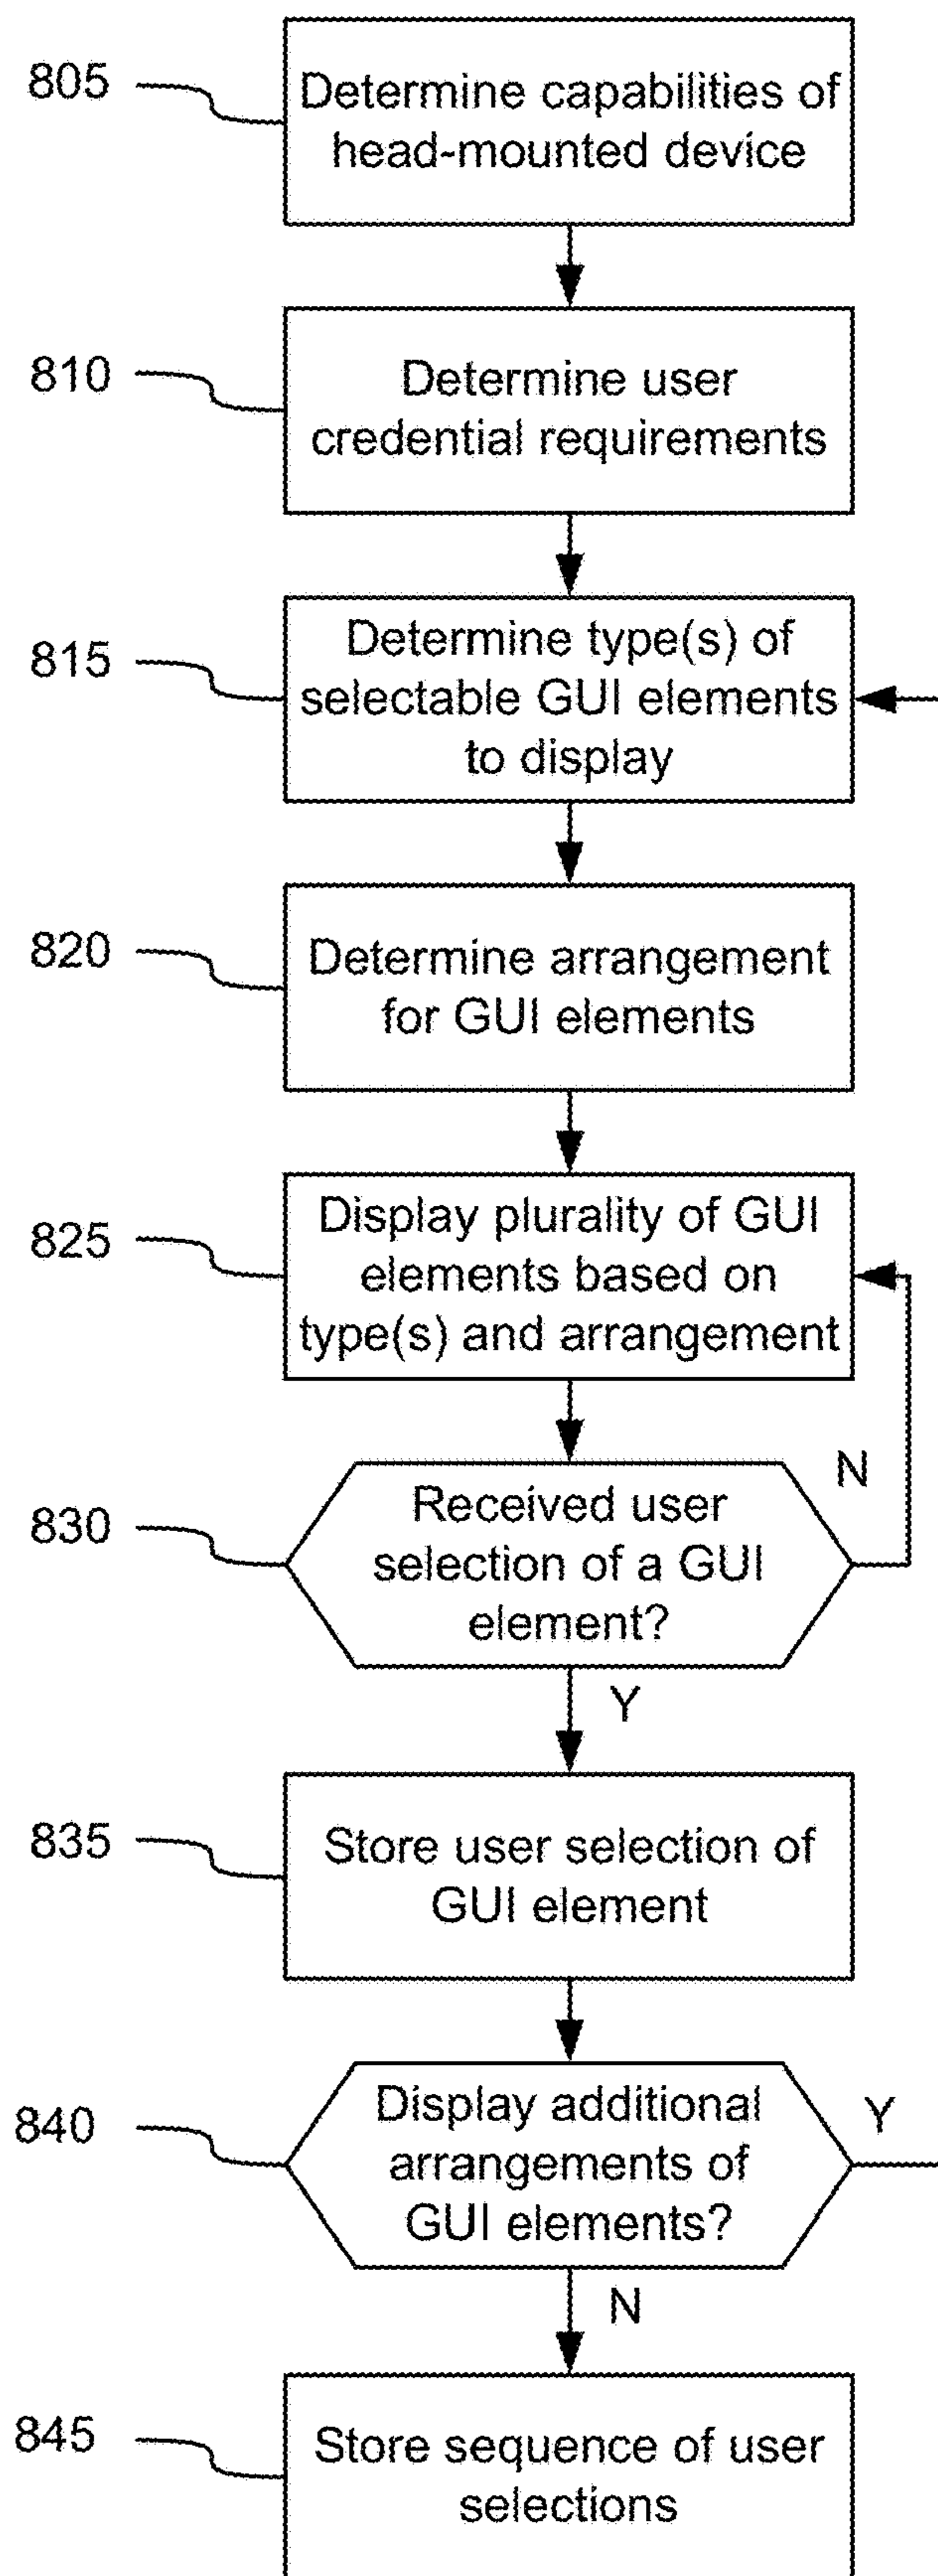 805
Determine capabilities of
head-mounted device
810
Determine user
credential requirements
815
Determine type(s) of
selectable GUI elements
to display
820
Determine arrangement
for GUI elements
825
Display plurality of GUI
elements based on
type(s) and arrangement
830
Received user
selection of a GUI
element?
N
Y
835
Store user selection of
GUI element
840
Display additional
arrangements of
GUI elements?
Y
N
845
Store sequence of user
selections